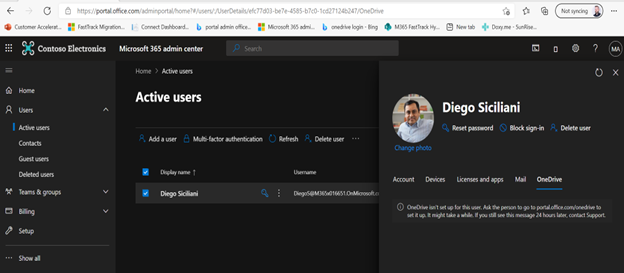 https://portal.office.com/adminportal/home?#/users/:/UserDetails/efc77d03-be7e-4585-b7c0-1cd27124b247/OneDrive
Not syncing
Customer Accelerat...
FastTrack Migration...
Connect Dashboard...
portal admin office...
Microsoft 365 admi...
onedrive login - Bing
M365 FastTrack Hy...
New tab
Doxy.me - SunRise...
Contoso Electronics
Microsoft 365 admin center
Search
MA
Home
Users
Active users
Contacts
Guest users
Deleted users
Teams & groups
Billing
Setup
Show all
Home > Active users
Active users
Add a user
Multi-factor authentication
Refresh
Delete user
Display name ↑
Username
Diego Siciliani
DiegoS@M365x016651.OnMicrosoft.c
Diego Siciliani
Reset password
Block sign-in
Delete user
Change photo
Account
Devices
Licenses and apps
Mail
OneDrive
OneDrive isn't set up for this user. Ask the person to go to portal.office.com/onedrive to
set it up. It might take a while. If you still see this message 24 hours later, contact Support.